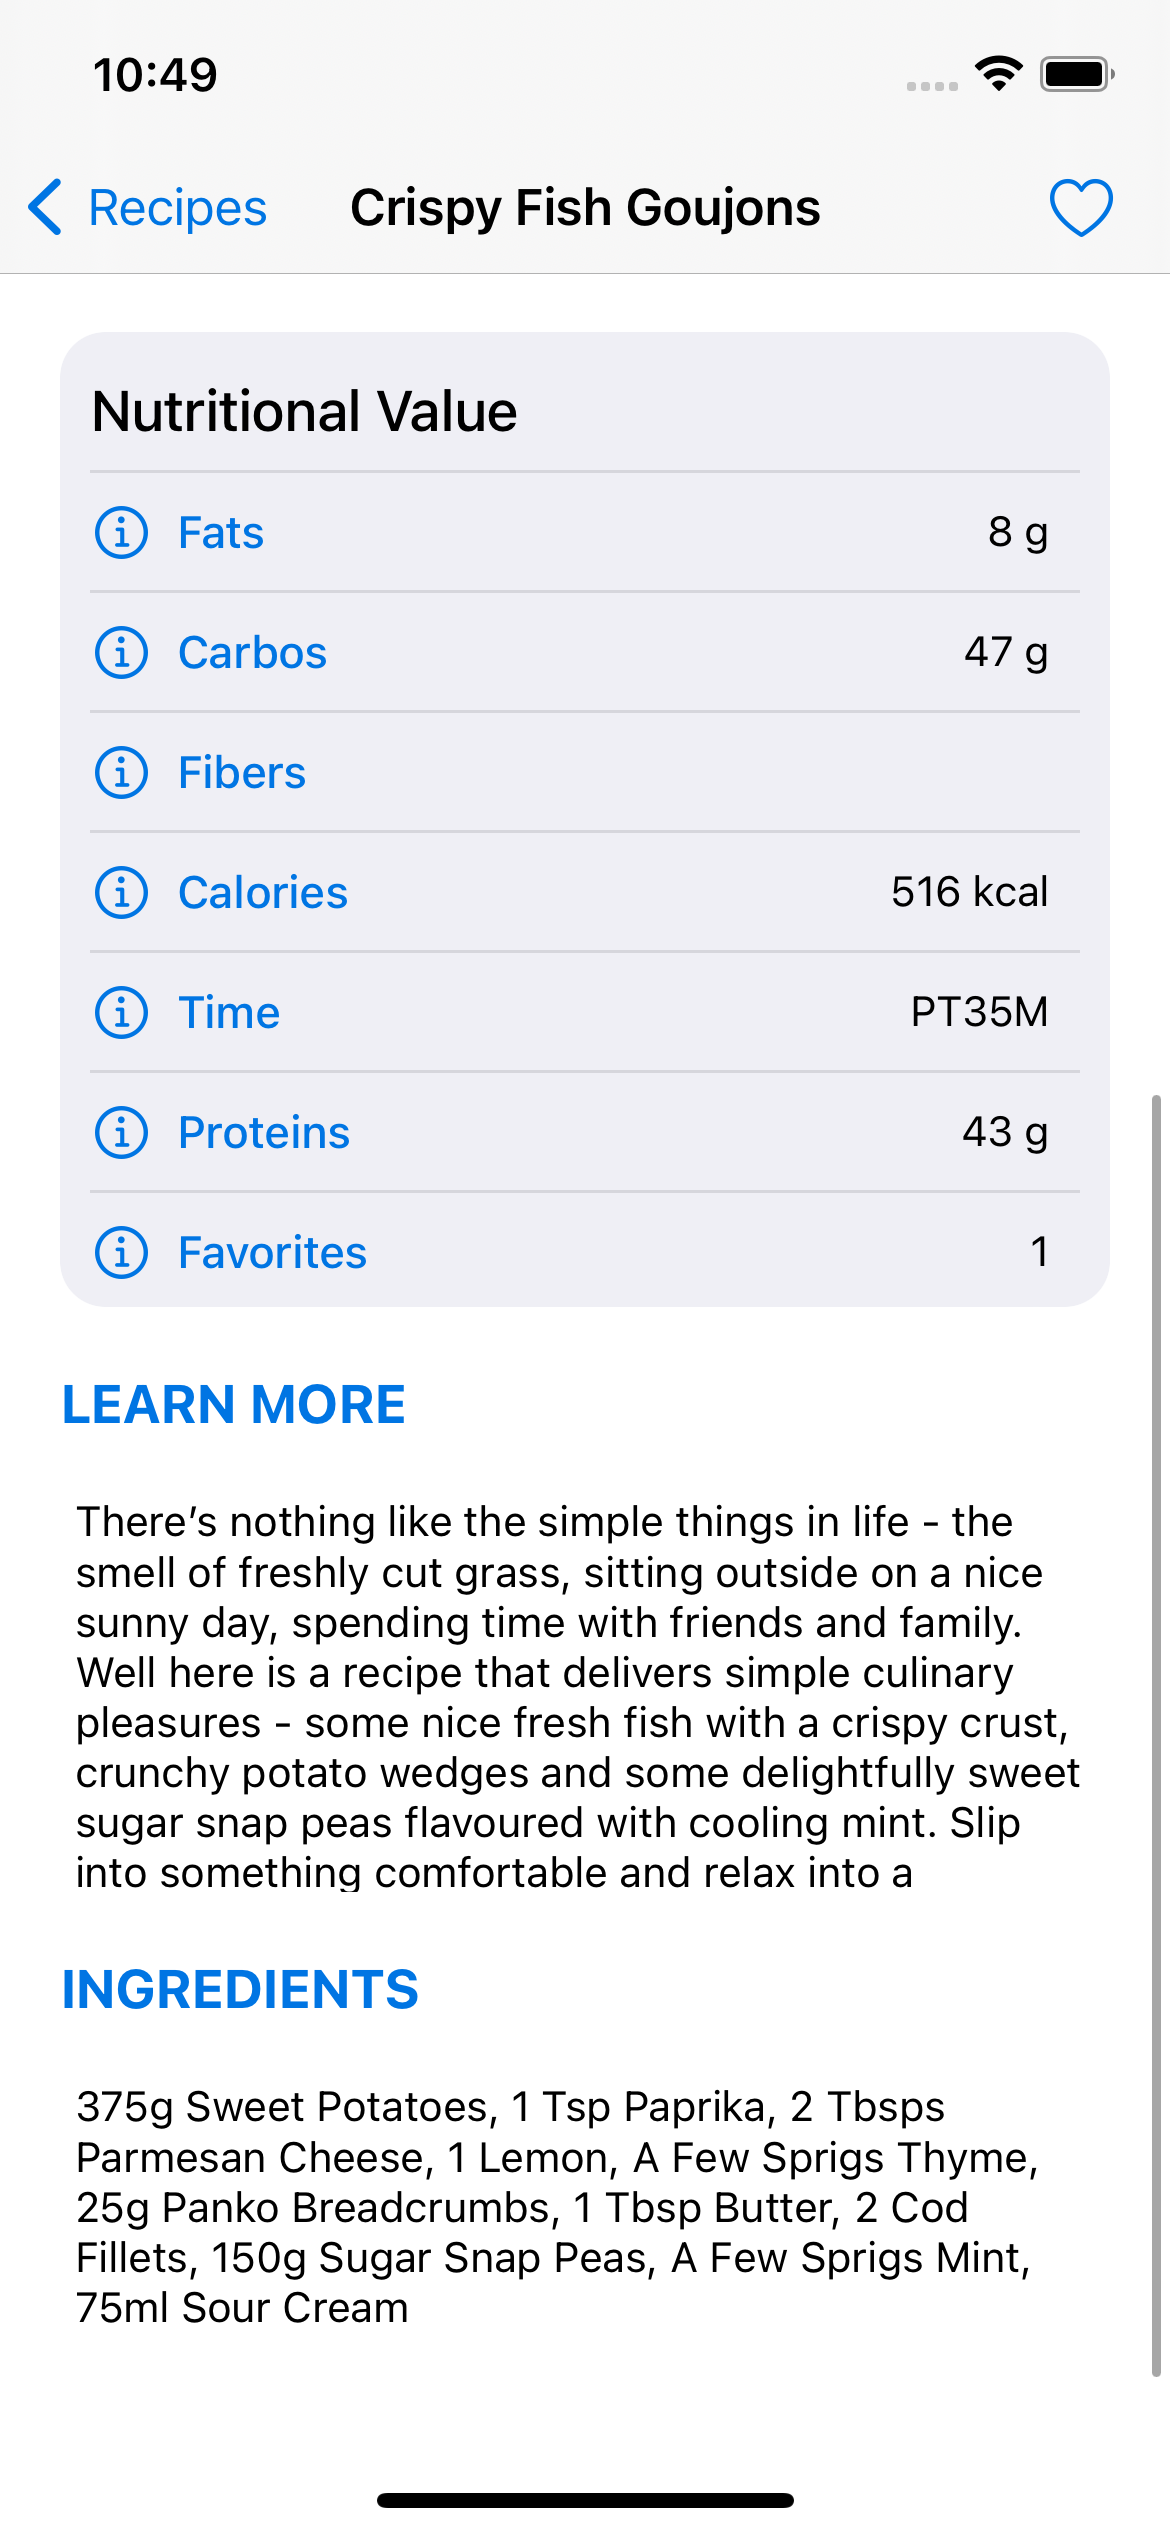 10:49
Recipes
Crispy Fish Goujons
Nutritional Value
Fats 8 g
Carbos 47 g
Fibers
Calories 516 kcal
Time PT35M
Proteins 43 g
Favorites 1
LEARN MORE
There’s nothing like the simple things in life - the
smell of freshly cut grass, sitting outside on a nice
sunny day, spending time with friends and family.
Well here is a recipe that delivers simple culinary
pleasures - some nice fresh fish with a crispy crust,
crunchy potato wedges and some delightfully sweet
sugar snap peas flavoured with cooling mint. Slip
into something comfortable and relax into a
INGREDIENTS
375g Sweet Potatoes, 1 Tsp Paprika, 2 Tbsps
Parmesan Cheese, 1 Lemon, A Few Sprigs Thyme,
25g Panko Breadcrumbs, 1 Tbsp Butter, 2 Cod
Fillets, 150g Sugar Snap Peas, A Few Sprigs Mint,
75ml Sour Cream